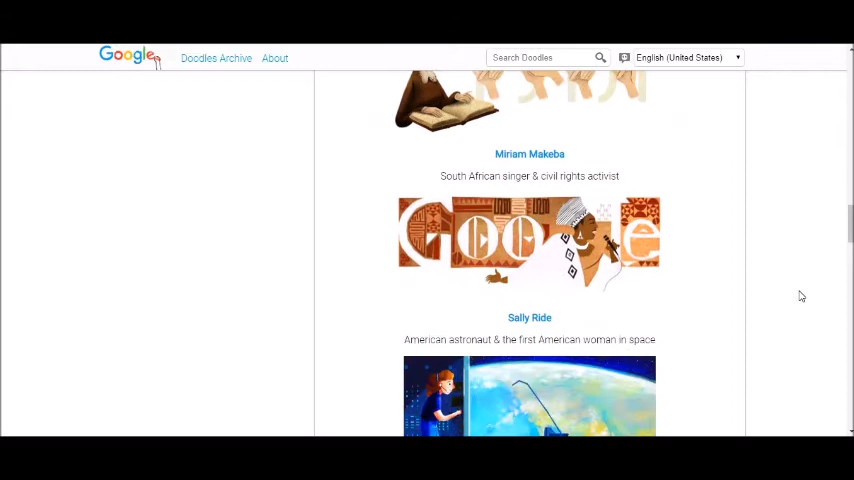 Google
Doodles Archive
About
Search Doodles
English (United States)
Miriam Makeba
South African singer & civil rights activist
GOOGLE
Sally Ride
American astronaut & the first American woman in space